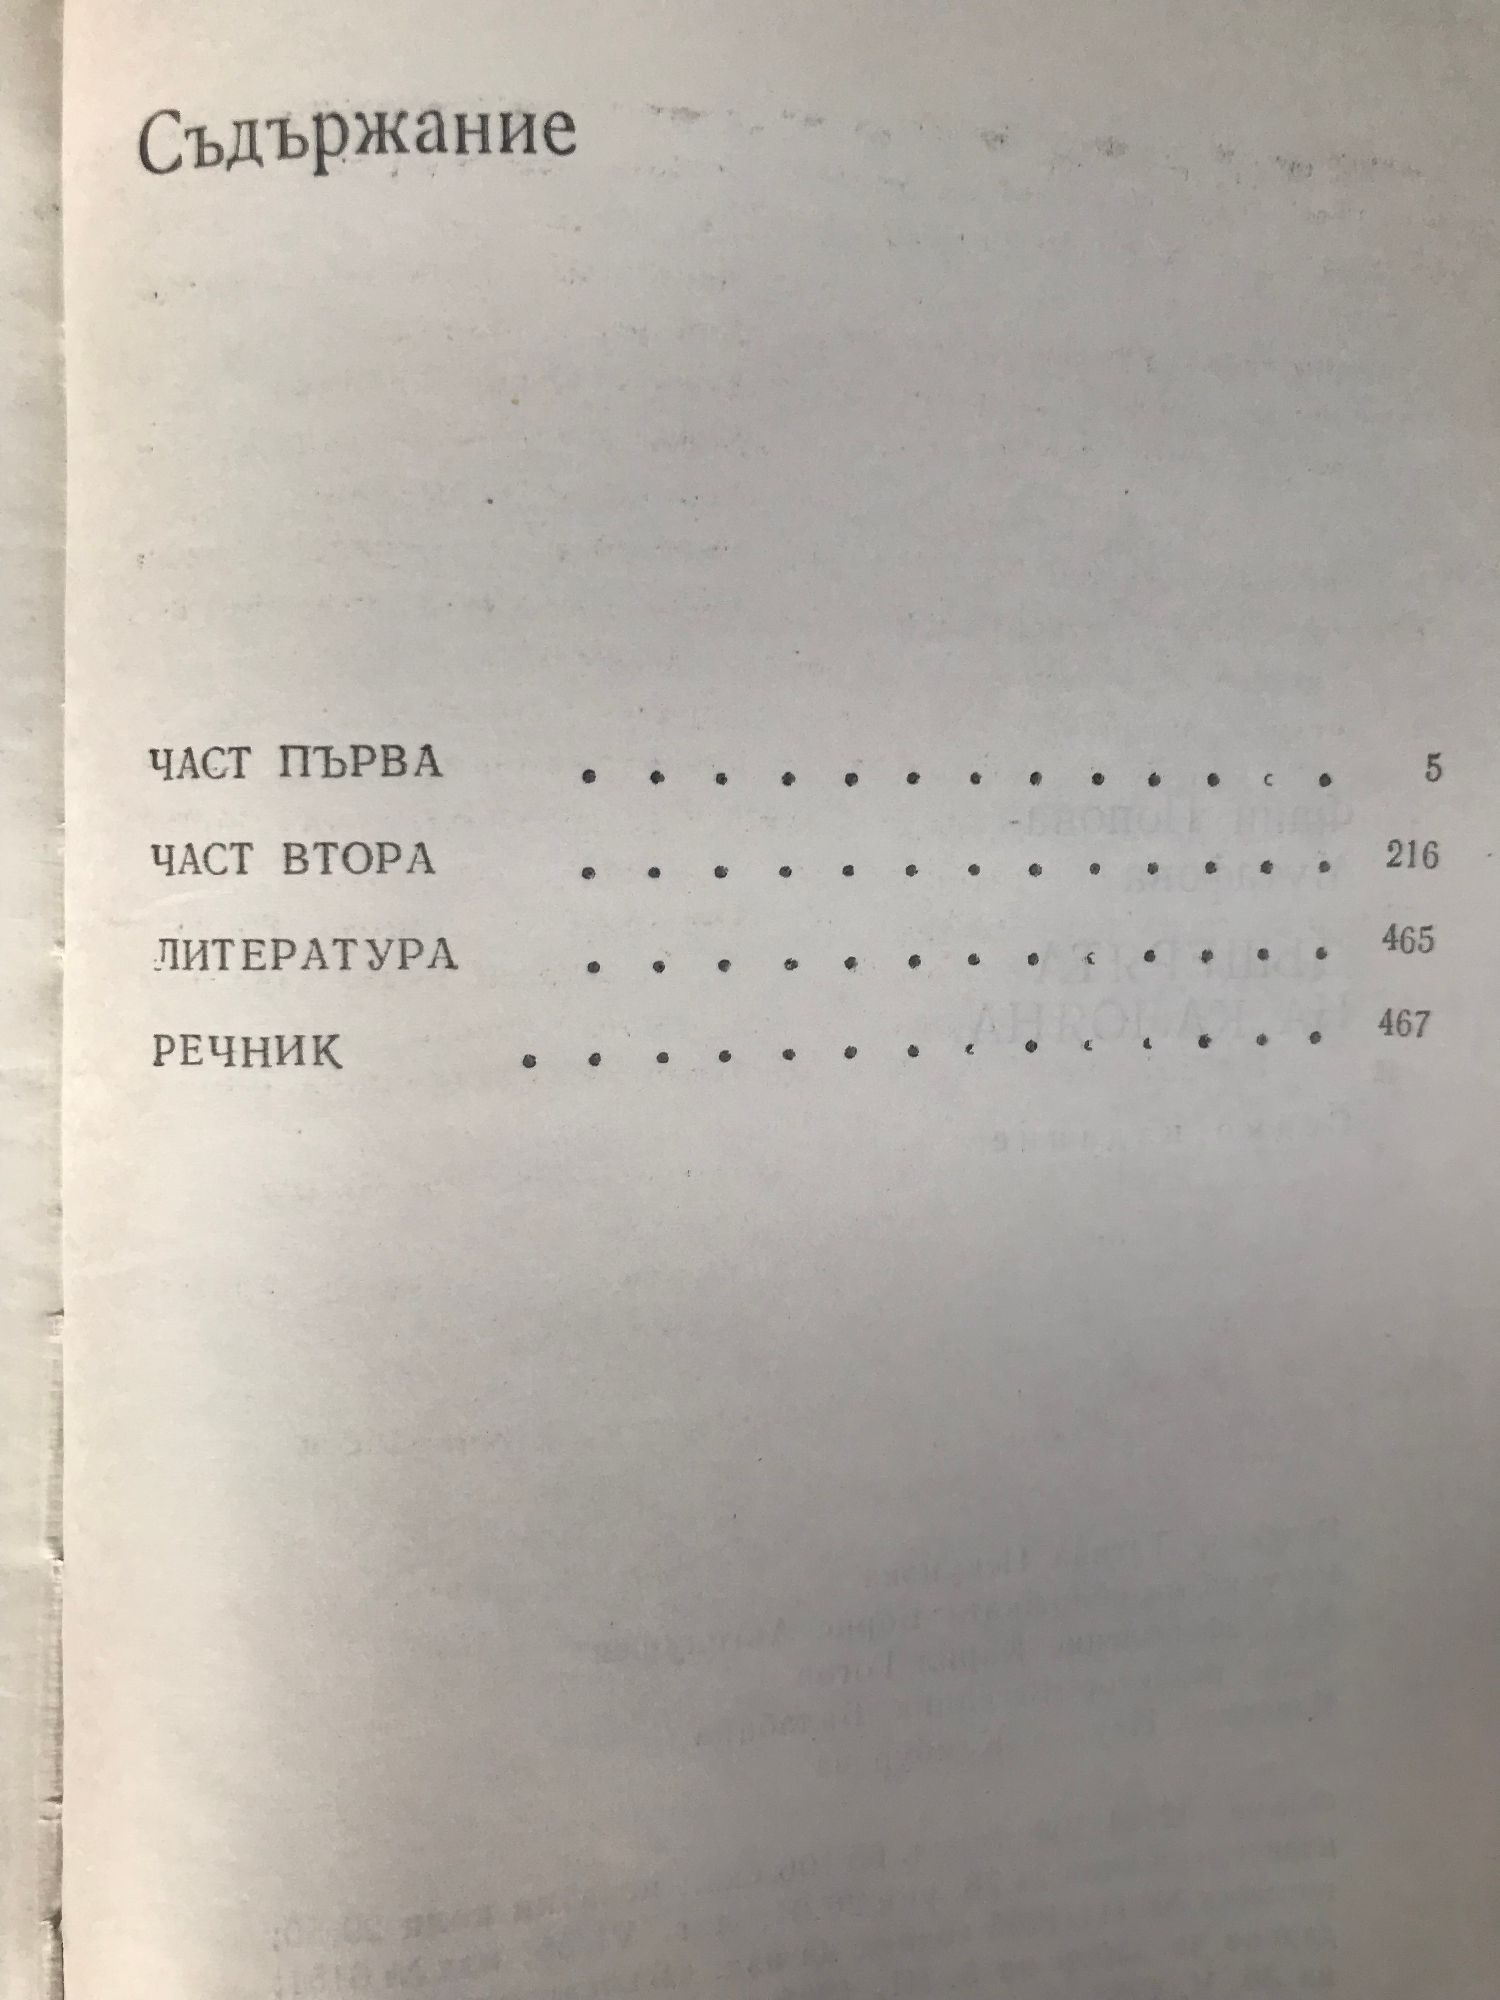 Съдържание
ЧАСТ ПЪРВА . . . . . . . . . . . . . 5
ЧАСТ ВТОРА . . . . . . . . . . . . . 216
ЛИТЕРАТУРА . . . . . . . . . . . . . 465
РЕЧНИК . . . . . . . . . . . . . . 467